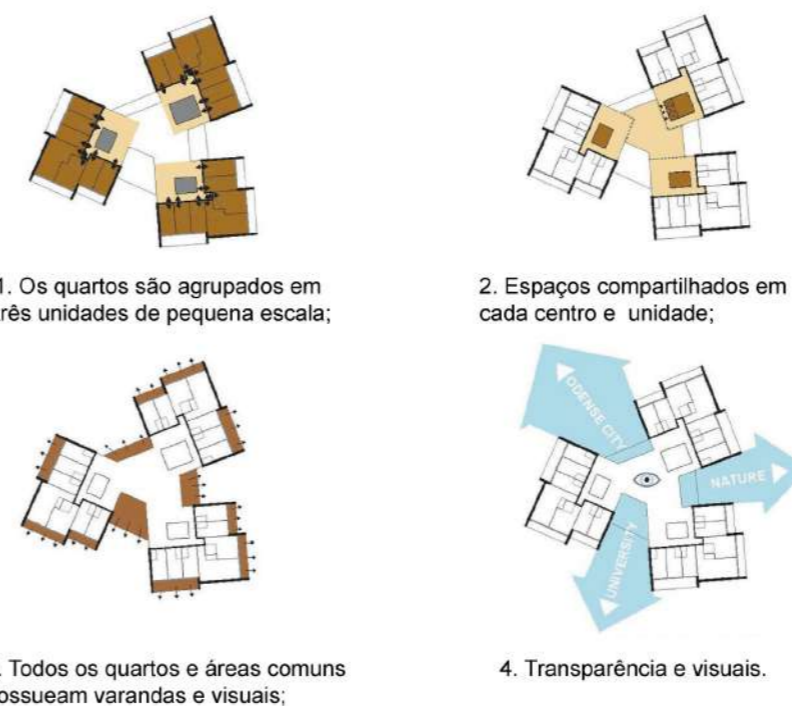 1. Os quartos são agrupados em
três unidades de pequena escala;
2. Espaços compartilhados em
cada centro e unidade;
ODENSE CITY
NATURE
UNIVERSITY
. Todos os quartos e áreas comuns
ossueam varandas e visuais;
4. Transparência e visuais.